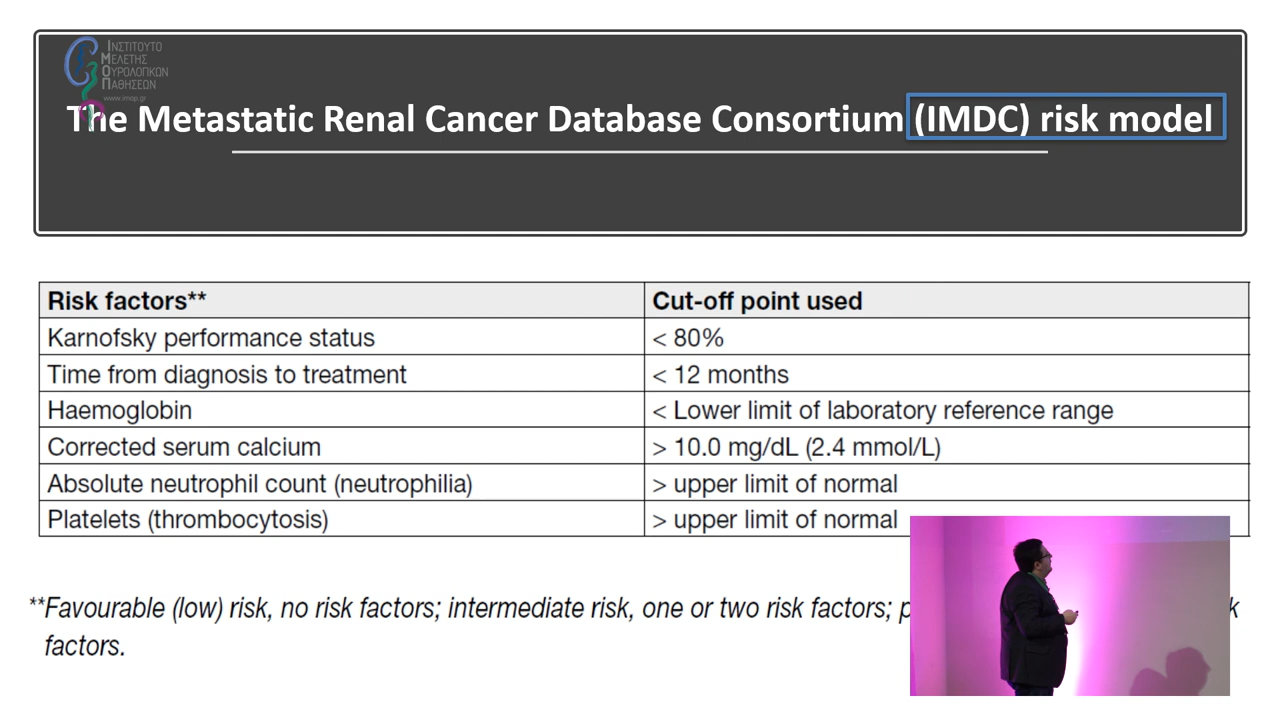 ΙΝΣΤΙΤΟΥΤΟ
ΜΕΛΕΤΗΣ
ΟΥΡΟΛΟΓΙΚΩΝ
ΠΑΘΗΣΕΩΝ
www.imop.gr
The Metastatic Renal Cancer Database Consortium (IMDC) risk model
Risk factors** Cut-off point used
Karnofsky performance status < 80%
Time from diagnosis to treatment < 12 months
Haemoglobin < Lower limit of laboratory reference range
Corrected serum calcium > 10.0 mg/dL (2.4 mmol/L)
Absolute neutrophil count (neutrophilia) > upper limit of normal
Platelets (thrombocytosis) > upper limit of normal
**Favourable (low) risk, no risk factors; intermediate risk, one or two risk factors;
factors.